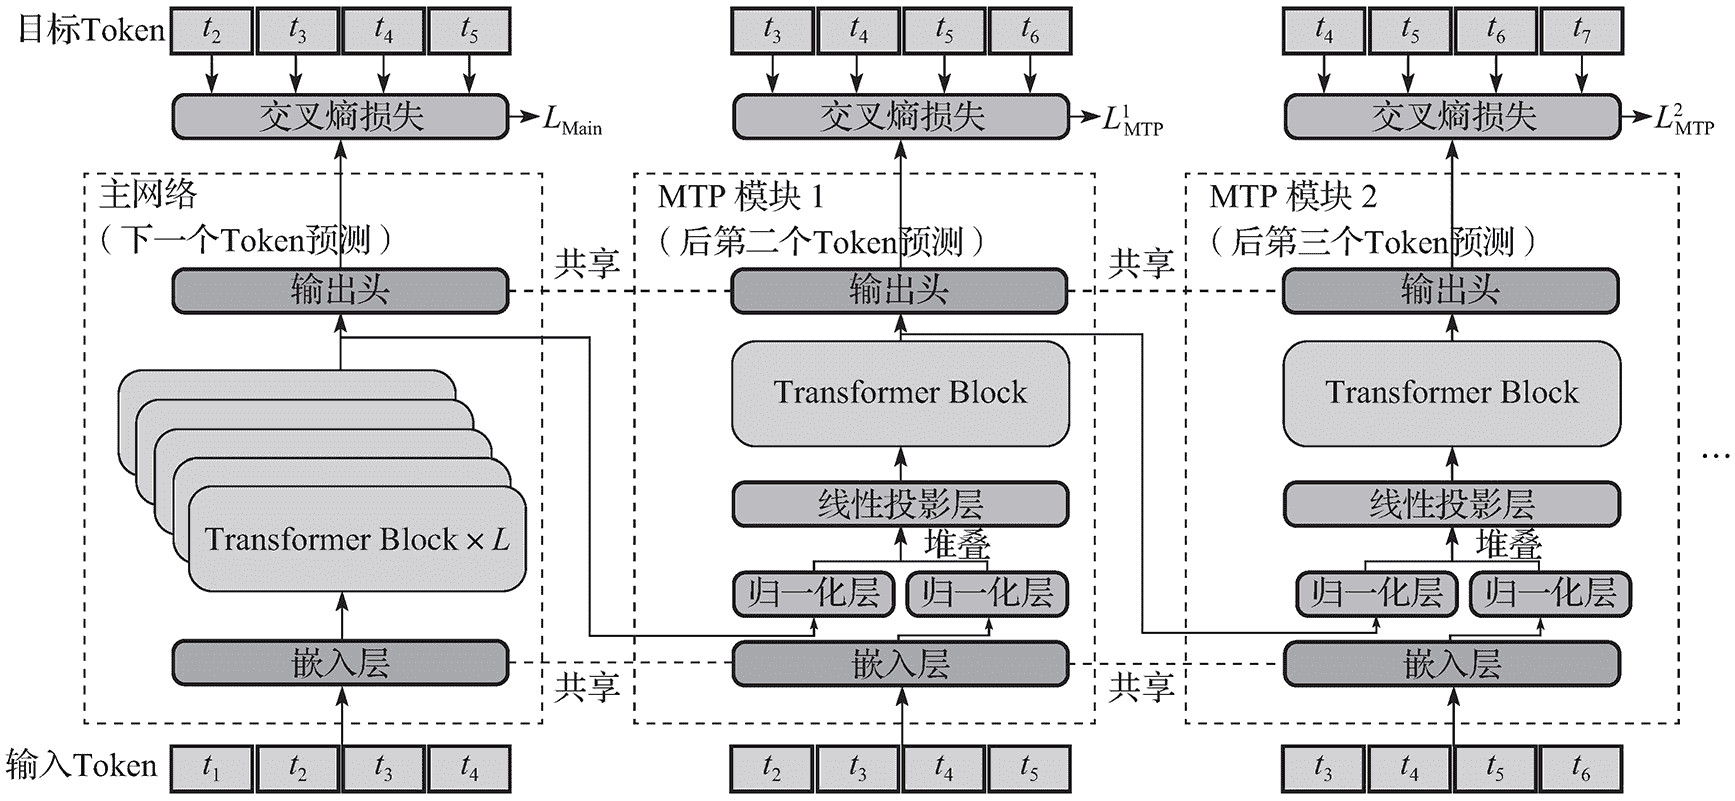 目标Token t2 t3 t4 t5 t3 t4 t5 t6 t4 t5 t6 t7
交叉熵损失 LMain 交叉熵损失 L1MTP 交叉熵损失 L2MTP
主网络
（下一个Token预测）
MTP 模块 1
（后第二个Token预测）
MTP 模块 2
（后第三个Token预测）
共享 共享
输出头 输出头 输出头
Transformer Block Transformer Block
...
线性投影层 线性投影层
Transformer Block × L
堆叠 堆叠
归一化层 归一化层 归一化层 归一化层
嵌入层 嵌入层 嵌入层
共享 共享
输入Token t1 t2 t3 t4 t2 t3 t4 t5 t3 t4 t5 t6